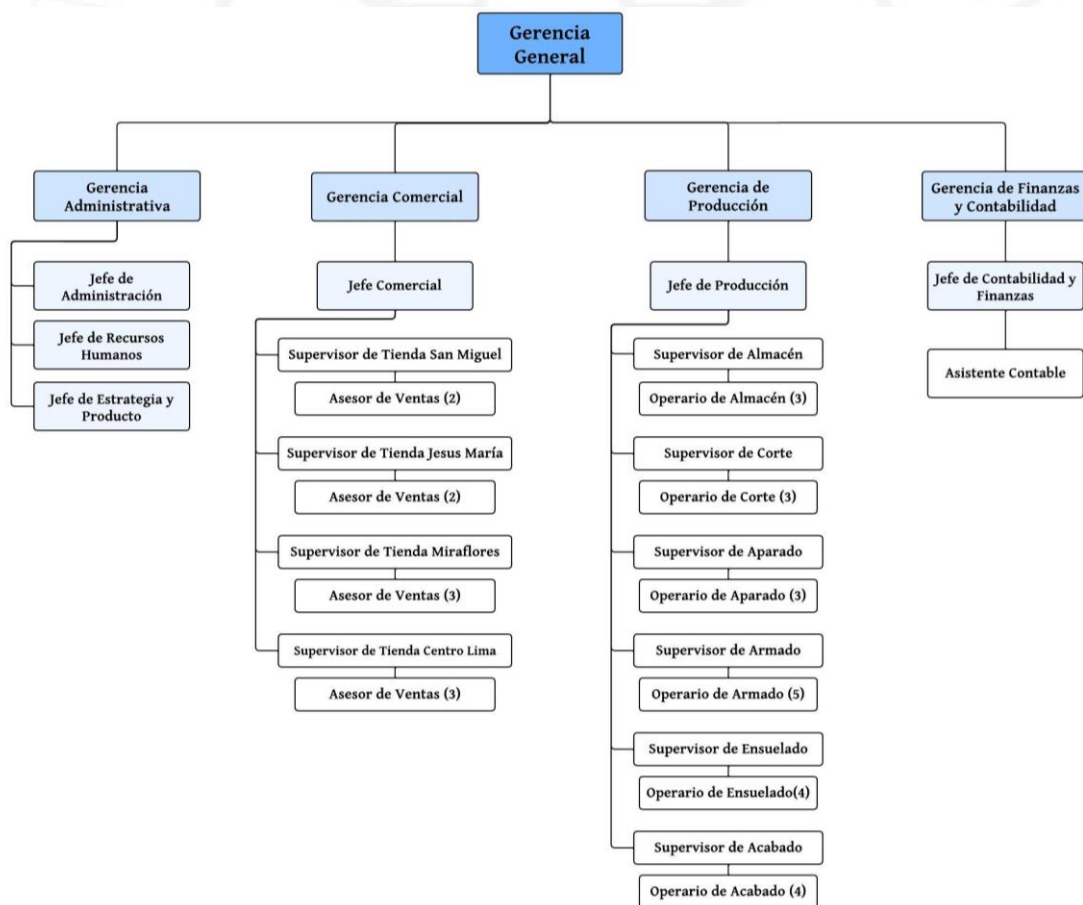 Gerencia
General
Gerencia
Administrativa
Jefe de
Administración
Jefe de Recursos
Humanos
Jefe de Estrategia y
Producto
Gerencia Comercial
Jefe Comercial
Supervisor de Tienda San Miguel
Asesor de Ventas (2)
Supervisor de Tienda Jesus María
Asesor de Ventas (2)
Supervisor de Tienda Miraflores
Asesor de Ventas (3)
Supervisor de Tienda Centro Lima
Asesor de Ventas (3)
Gerencia de
Producción
Jefe de Producción
Supervisor de Almacén
Operario de Almacén (3)
Supervisor de Corte
Operario de Corte (3)
Supervisor de Aparado
Operario de Aparado (3)
Supervisor de Armado
Operario de Armado (5)
Supervisor de Ensuelado
Operario de Ensuelado(4)
Supervisor de Acabado
Operario de Acabado (4)
Gerencia de Finanzas
y Contabilidad
Jefe de Contabilidad y
Finanzas
Asistente Contable